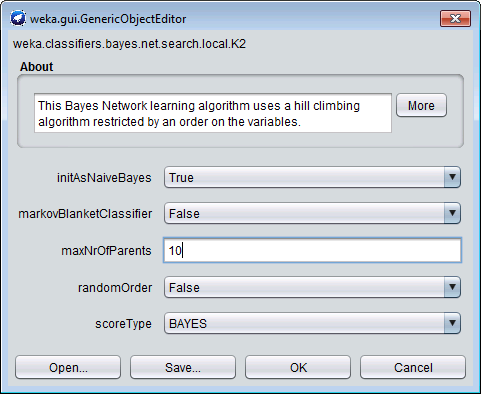 weka.gui.GenericObjectEditor
weka.classifiers.bayes.net.search.local.K2
About
This Bayes Network learning algorithm uses a hill climbing
algorithm restricted by an order on the variables.
More
initAsNaiveBayes True
markovBlanketClassifier False
maxNrOfParents 10
randomOrder False
scoreType BAYES
Open... Save... OK Cancel